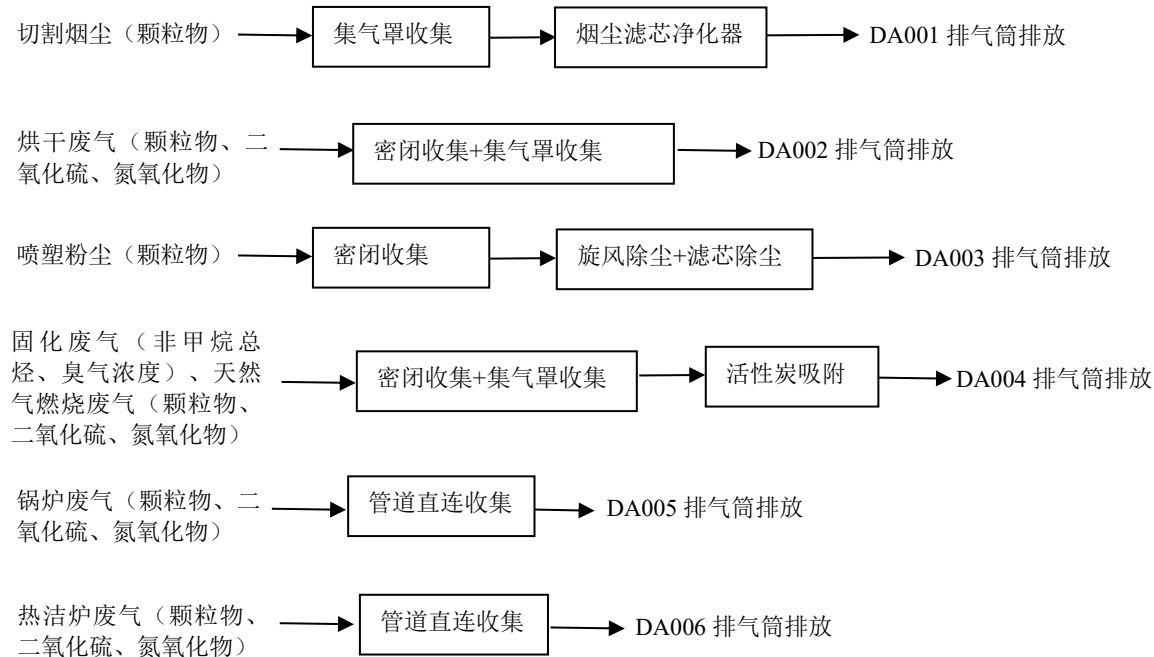 切割烟尘（颗粒物） 集气罩收集 烟尘滤芯净化器 DA001 排气筒排放
烘干废气（颗粒物、二
氧化硫、氮氧化物）
密闭收集+集气罩收集 DA002 排气筒排放
喷塑粉尘（颗粒物） 密闭收集 旋风除尘+滤芯除尘 DA003 排气筒排放
固化废气（非甲烷总
烃、臭气浓度）、天然
气燃烧废气（颗粒物、
二氧化硫、氮氧化物）
密闭收集+集气罩收集 活性炭吸附 DA004 排气筒排放
锅炉废气（颗粒物、二
氧化硫、氮氧化物）
管道直连收集 DA005 排气筒排放
热洁炉废气（颗粒物、
二氧化硫、氮氧化物）
管道直连收集 DA006 排气筒排放